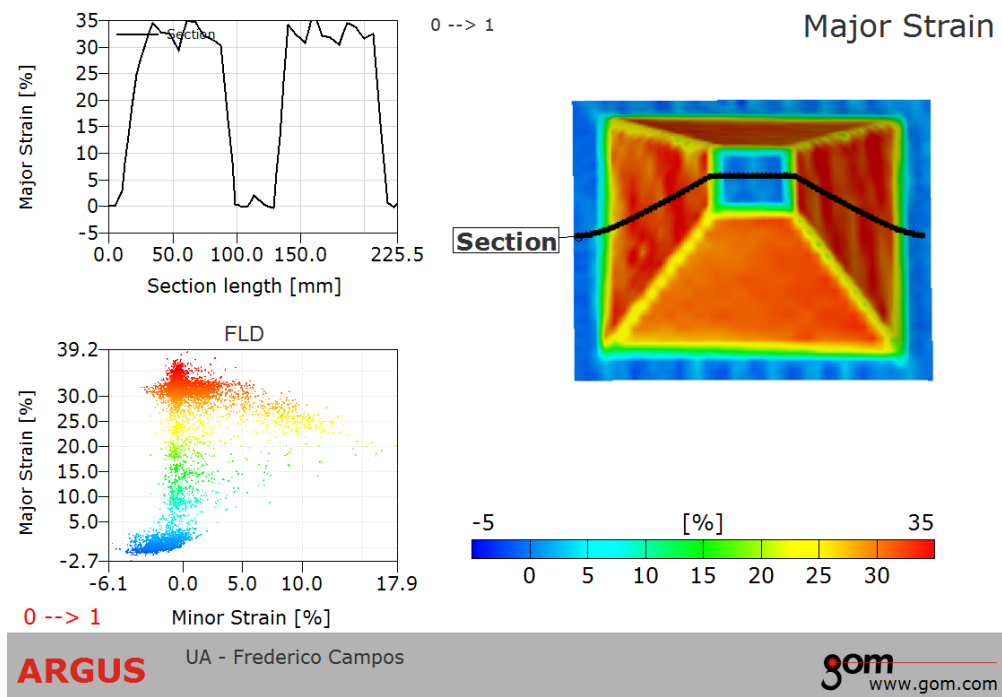 0 --> 1
Major Strain
Section
Major Strain [%]
35
30
25
20
15
10
5
0
-5
0.0 50.0 100.0 150.0 225.5
Section length [mm]
Section
FLD
39.2
30.0
25.0
20.0
15.0
10.0
5.0
-2.7
Major Strain [%]
-6.1 0.0 5.0 10.0 17.9
Minor Strain [%]
0 --> 1
-5 [%] 35
0 5 10 15 20 25 30
ARGUS
UA - Frederico Campos
gom
www.gom.com